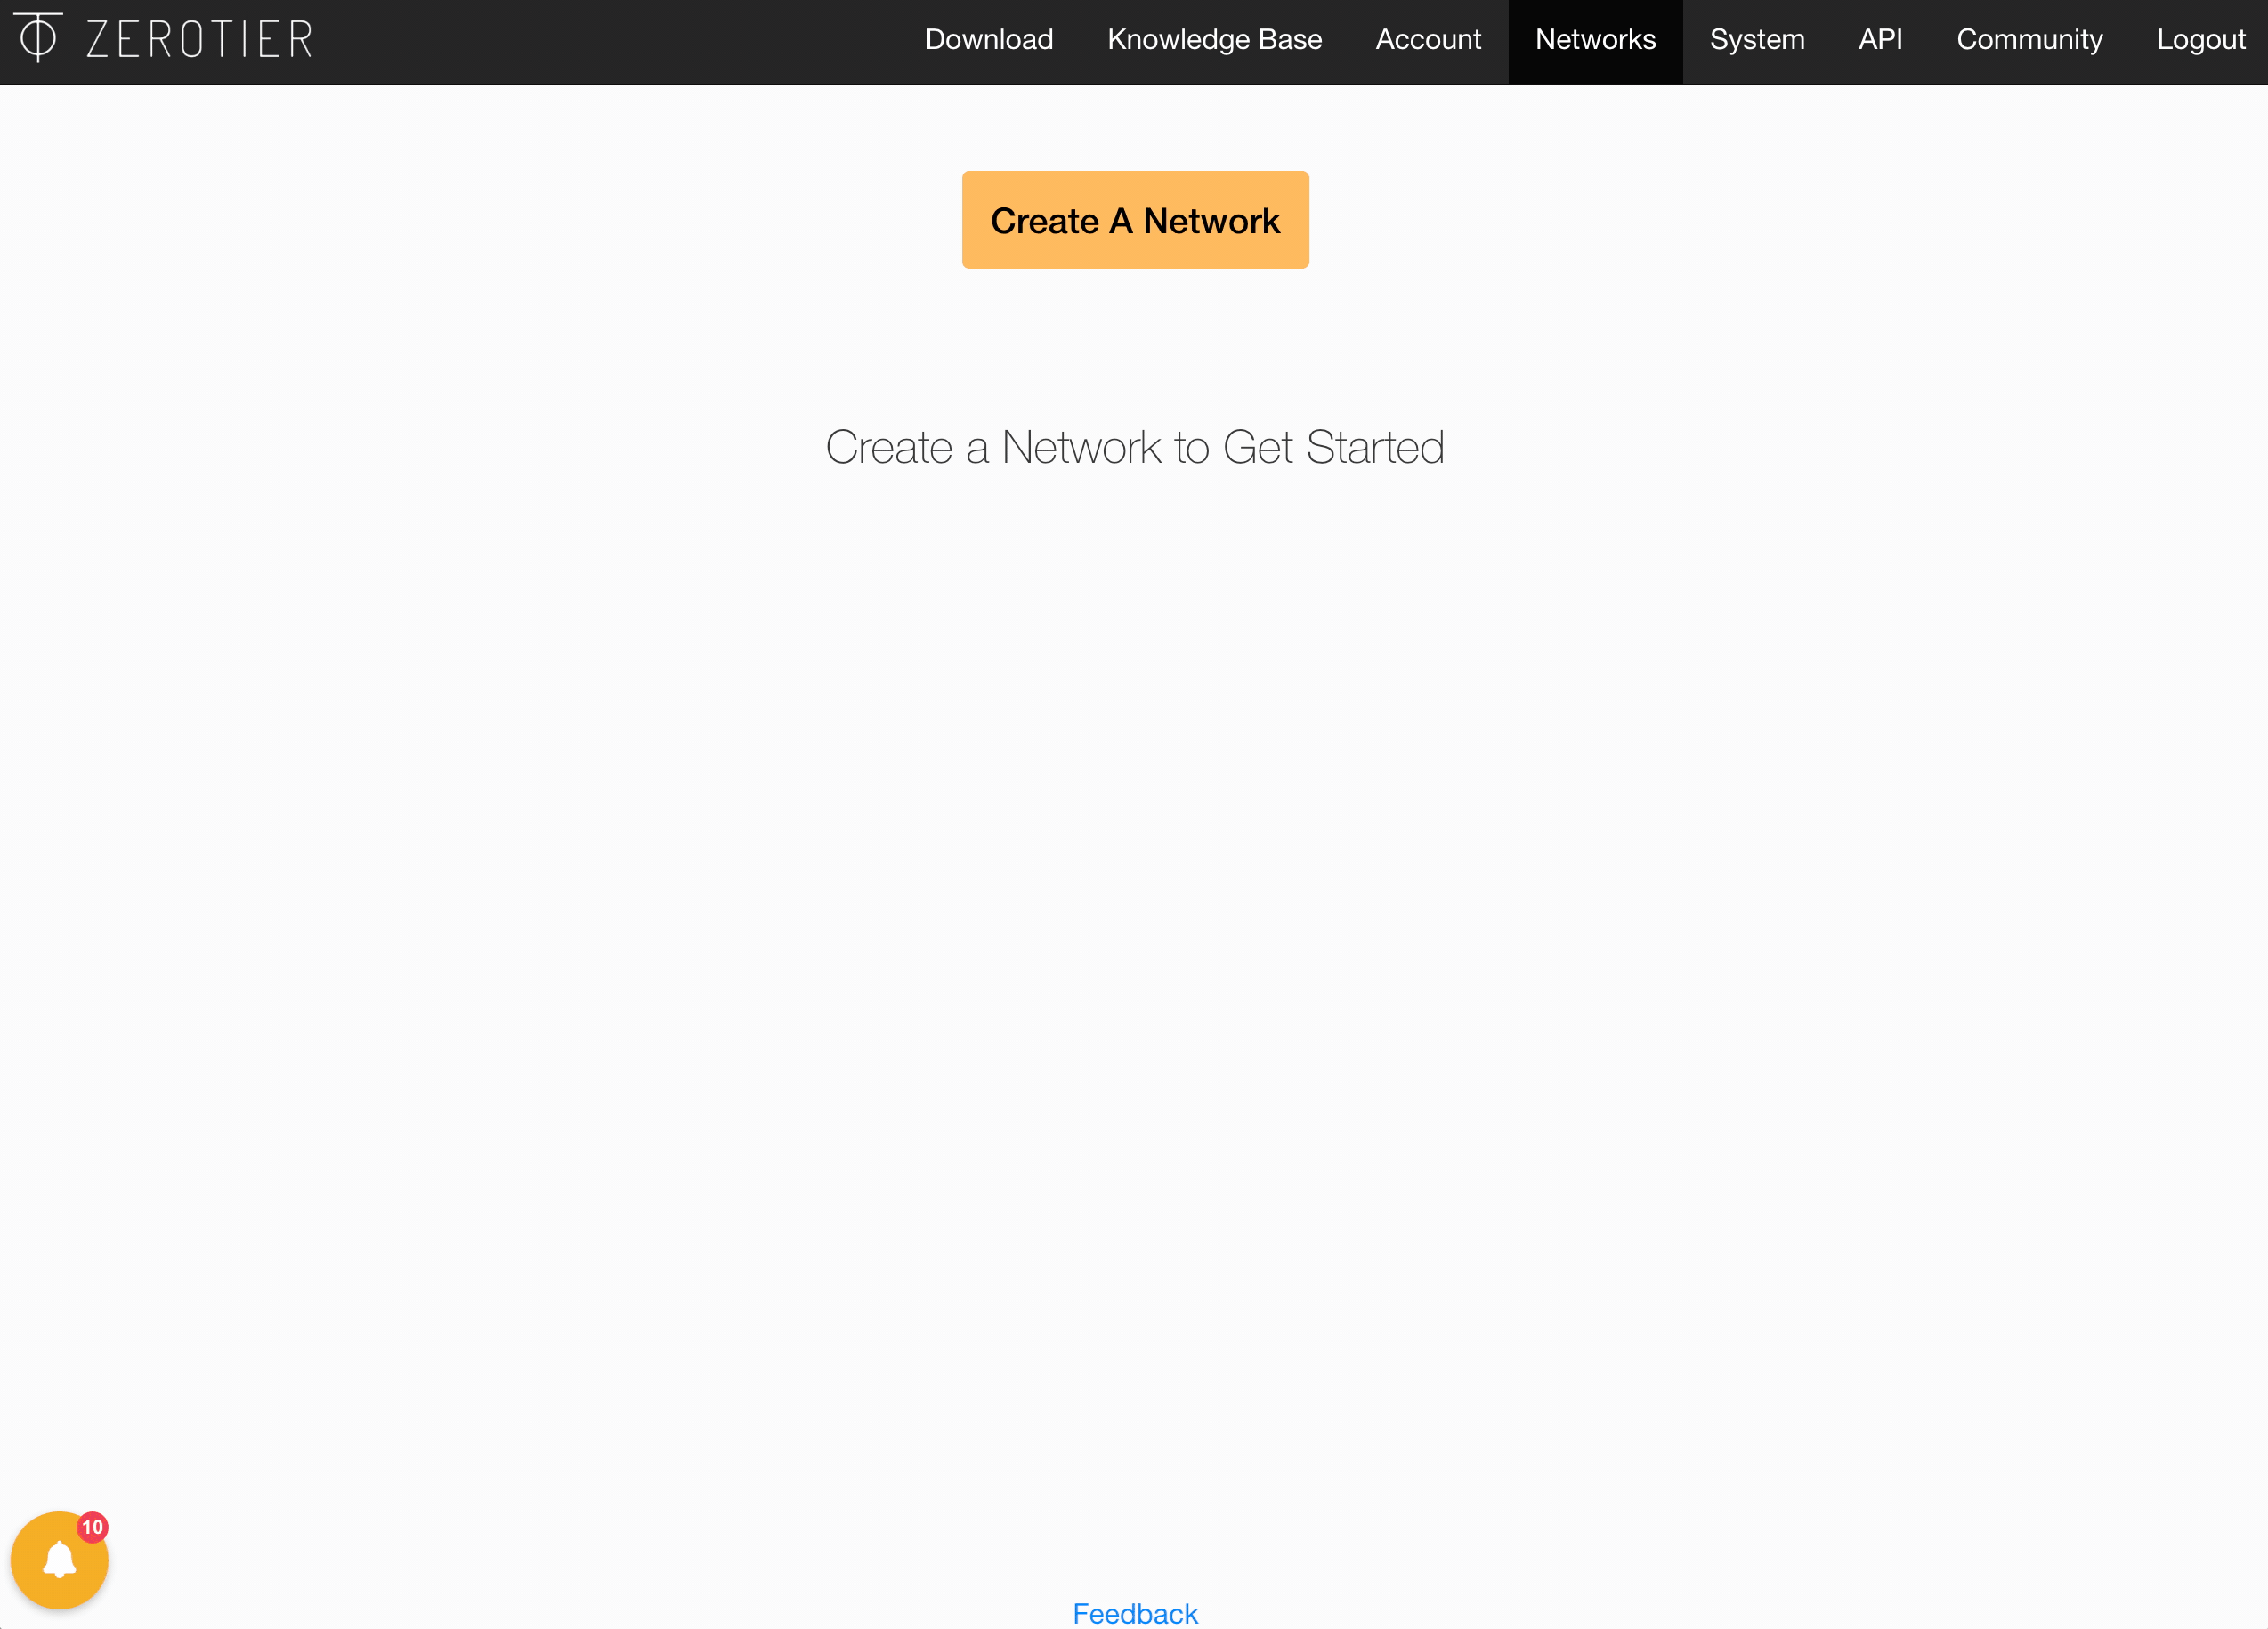 ZEROTIER
Download Knowledge Base Account Networks System API Community Logout
Create A Network
Create a Network to Get Started
10
Feedback